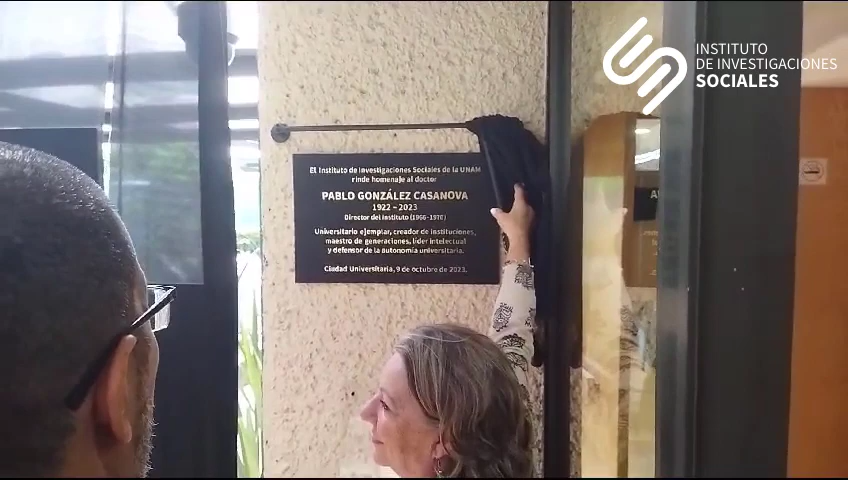 INSTITUTO
DE INVESTIGACIONES
SOCIALES
El Instituto de Investigaciones Sociales de la UNAM
rinde homenaje al doctor
PABLO GONZÁLEZ CASANOVA
1922 - 2023
Director del Instituto (1966-1970)
Universitario ejemplar, creador de instituciones,
maestro de generaciones, líder intelectual
y defensor de la autonomía universitaria.
Ciudad Universitaria, 9 de octubre de 2023.